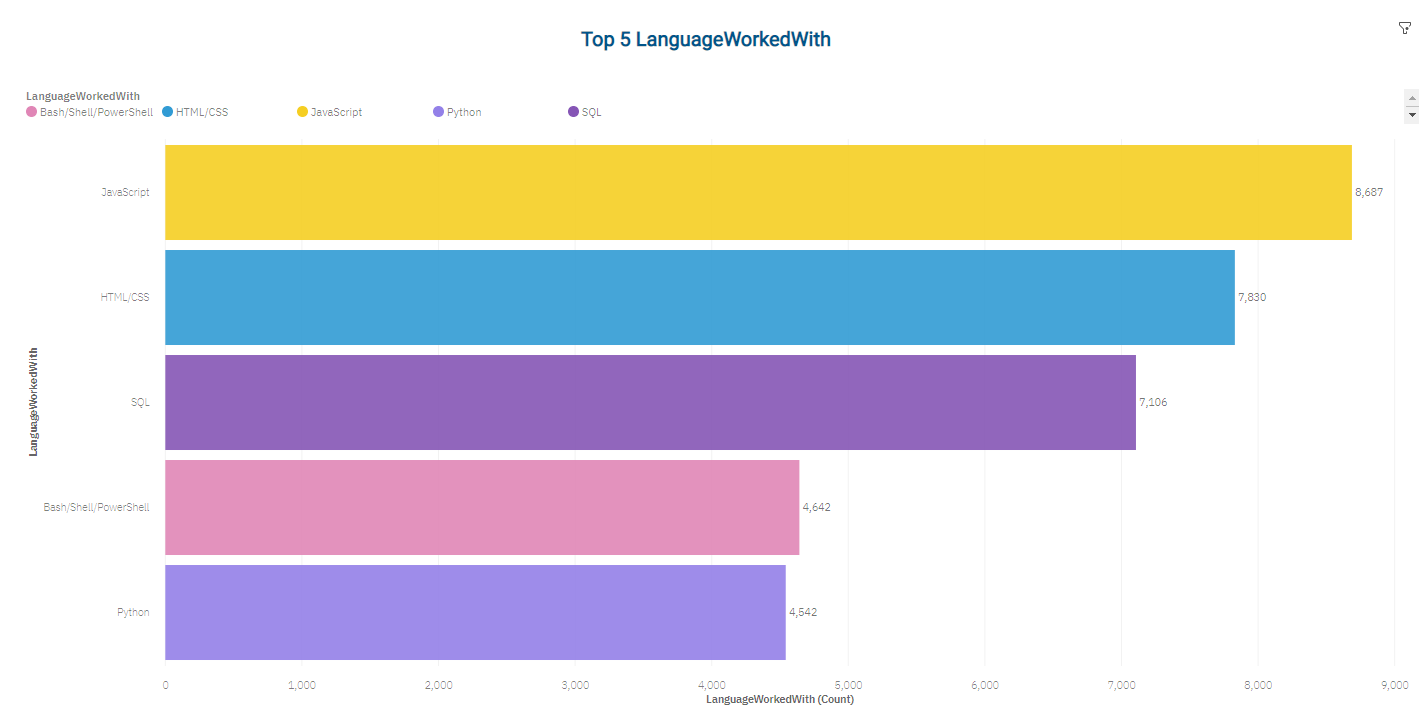 Top 5 LanguageWorkedWith
LanguageWorkedWith
Bash/Shell/PowerShell HTML/CSS JavaScript Python SQL
JavaScript 8,687
HTML/CSS 7,830
LanguageWorkedWith
SQL 7,106
Bash/Shell/PowerShell 4,642
Python 4,542
0 1,000 2,000 3,000 4,000 5,000 6,000 7,000 8,000 9,000
LanguageWorkedWith (Count)